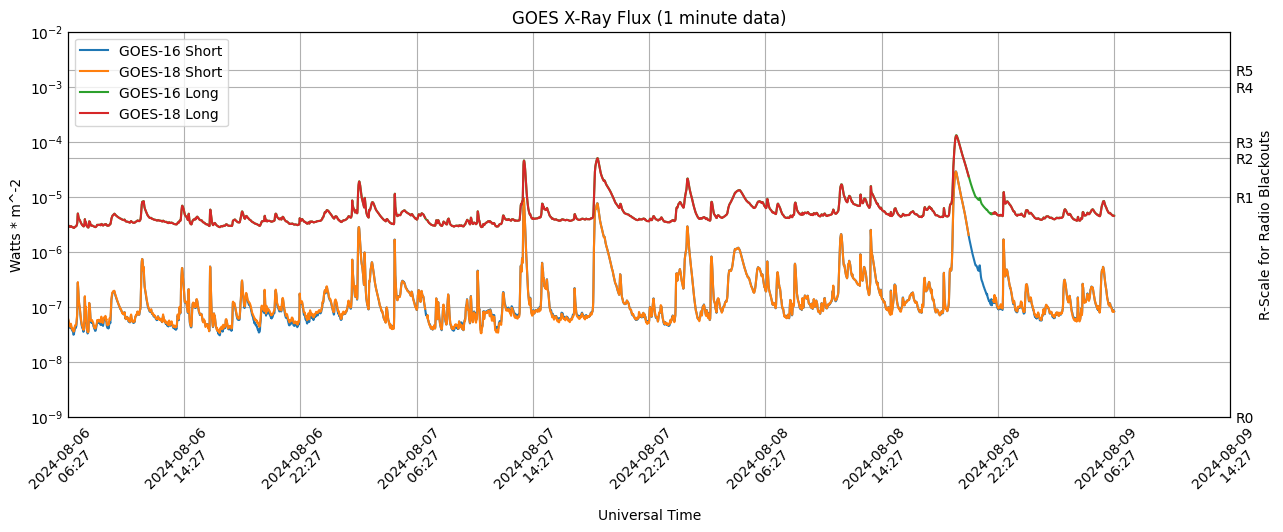 GOES X-Ray Flux (1 minute data)
GOES-16 Short
GOES-18 Short
GOES-16 Long
GOES-18 Long
10^-2
10^-3
10^-4
10^-5
10^-6
10^-7
10^-8
10^-9
Watts * m^-2
R5
R4
R3
R2
R1
R0
R-Scale for Radio Blackouts
2024-08-06
06:27
2024-08-06
14:27
2024-08-06
22:27
2024-08-07
06:27
2024-08-07
14:27
2024-08-07
22:27
2024-08-08
06:27
2024-08-08
14:27
2024-08-08
22:27
2024-08-09
06:27
2024-08-09
14:27
Universal Time